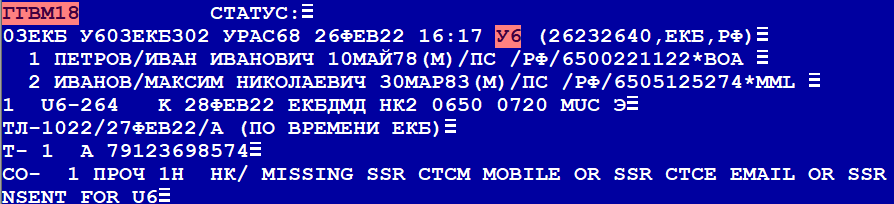 ГГВМ18 СТАТУС:
03ЕКБ У603ЕКБ302 УРАС68 26ФЕВ22 16:17 У6 (26232640,ЕКБ,РФ)
1 ПЕТРОВ/ИВАН ИВАНОВИЧ 10МАЙ78(М)/ПС /РФ/6500221122*ВОА
2 ИВАНОВ/МАКСИМ НИКОЛАЕВИЧ 30МАР83(М)/ПС /РФ/6505125274*MML
1 U6-264 К 28ФЕВ22 ЕКБДМД НК2 0650 0720 MUC Э
ТЛ-1022/27ФЕВ22/А (ПО ВРЕМЕНИ ЕКБ)
Т- 1 А 79123698574
СО- 1 ПРОЧ 1Н НК/ MISSING SSR CTCM MOBILE OR SSR CTCE EMAIL OR SSR
NSENT FOR U6